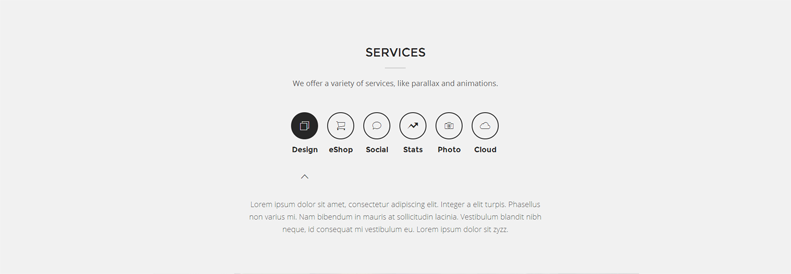 SERVICES
We offer a variety of services, like parallax and animations.
Design eShop Social Stats Photo Cloud
Lorem ipsum dolor sit amet, consectetur adipiscing elit. Integer a elit turpis. Phasellus
non varius mi. Nam bibendum in mauris at sollicitudin lacinia. Vestibulum blandit nibh
neque, id consequat mi vestibulum eu. Lorem ipsum dolor sit zyzz.